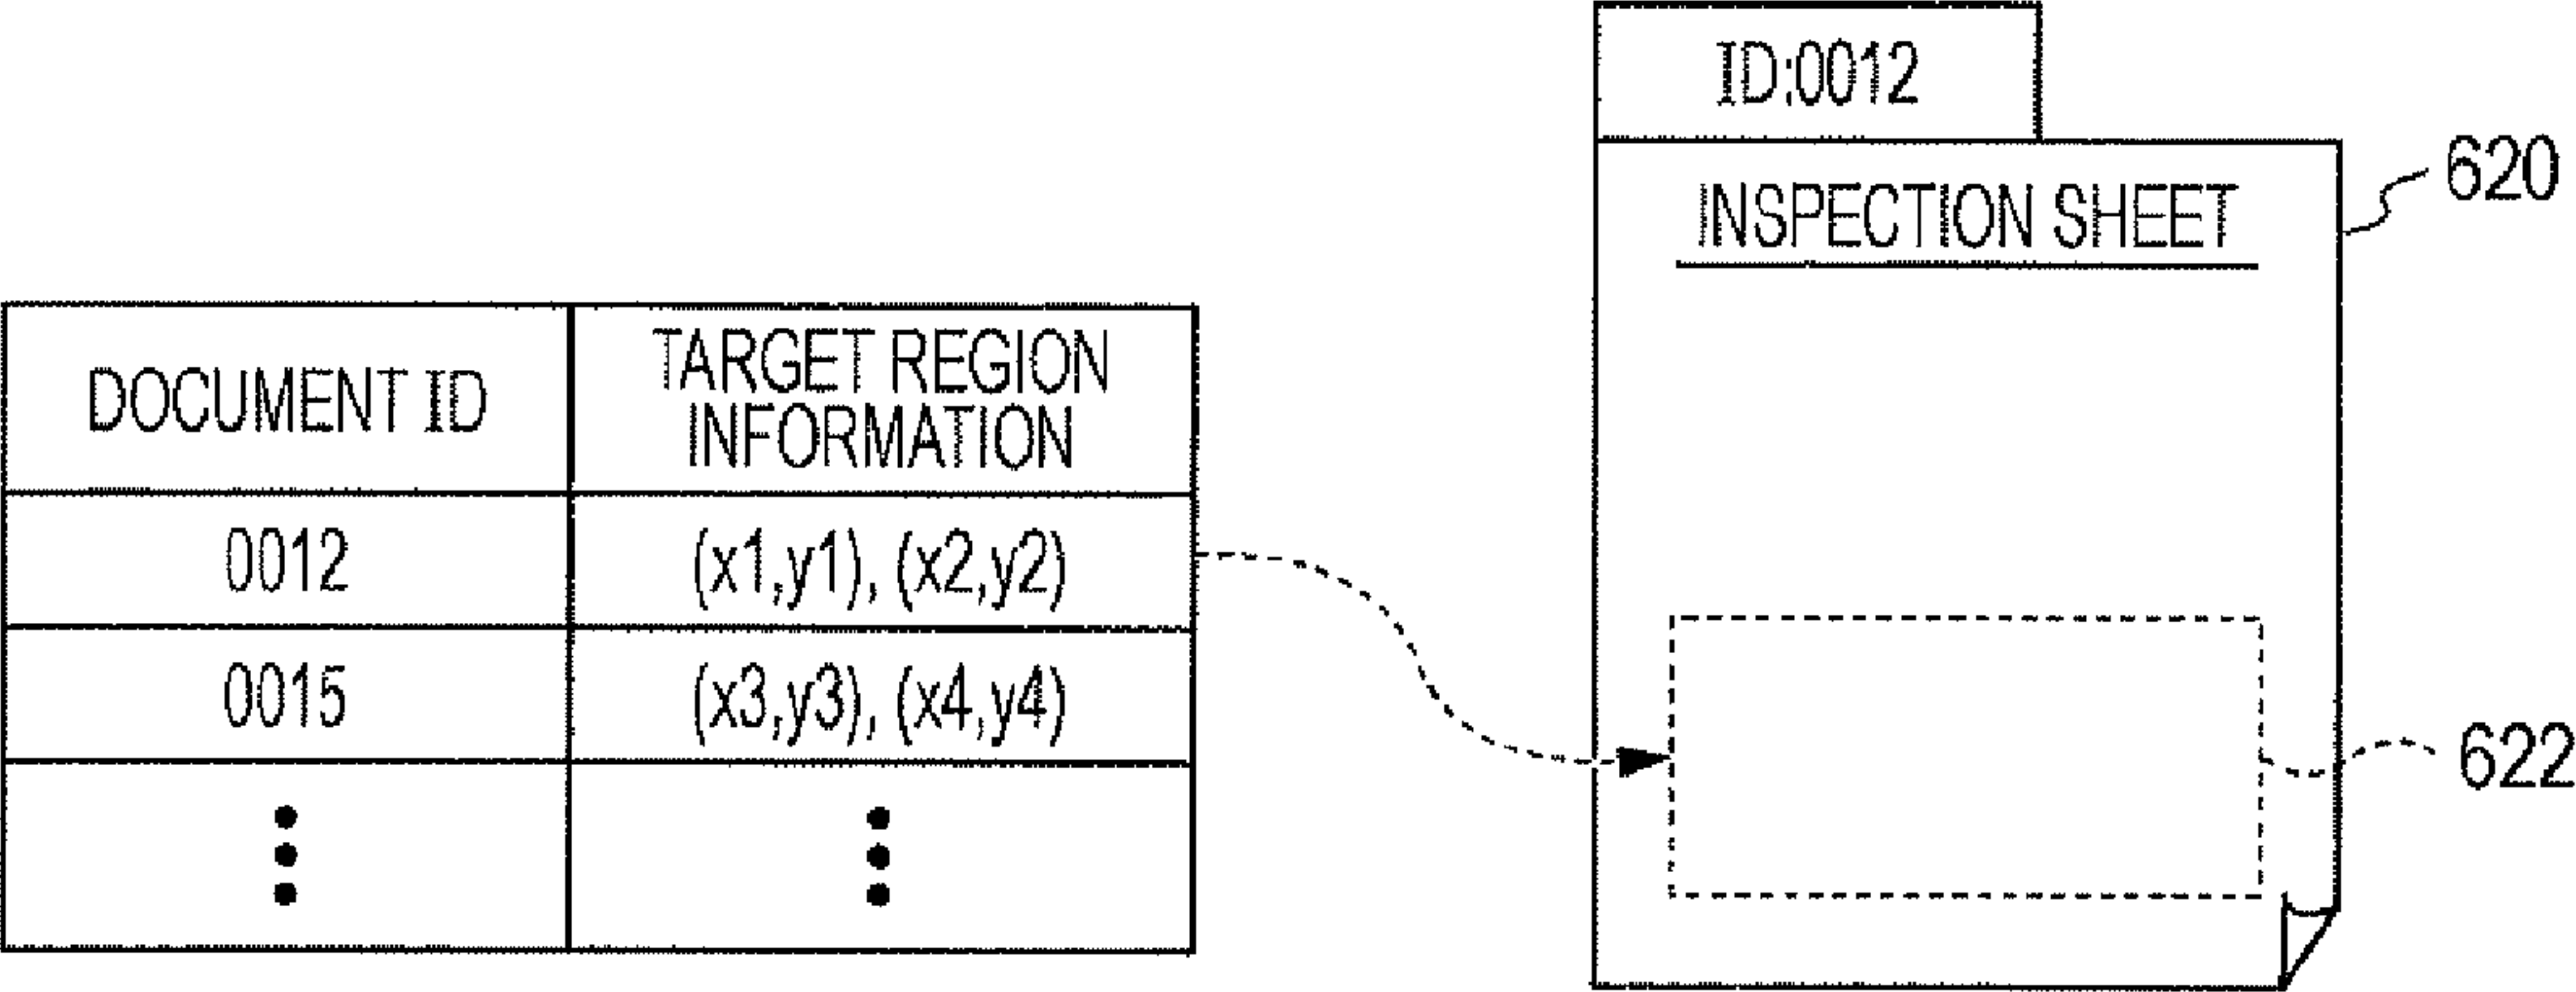 DOCUMENT ID
TARGET REGION
INFORMATION
0012
(x1,y1), (x2,y2)
0015
(x3,y3), (x4,y4)
ID:0012
INSPECTION SHEET
620
622